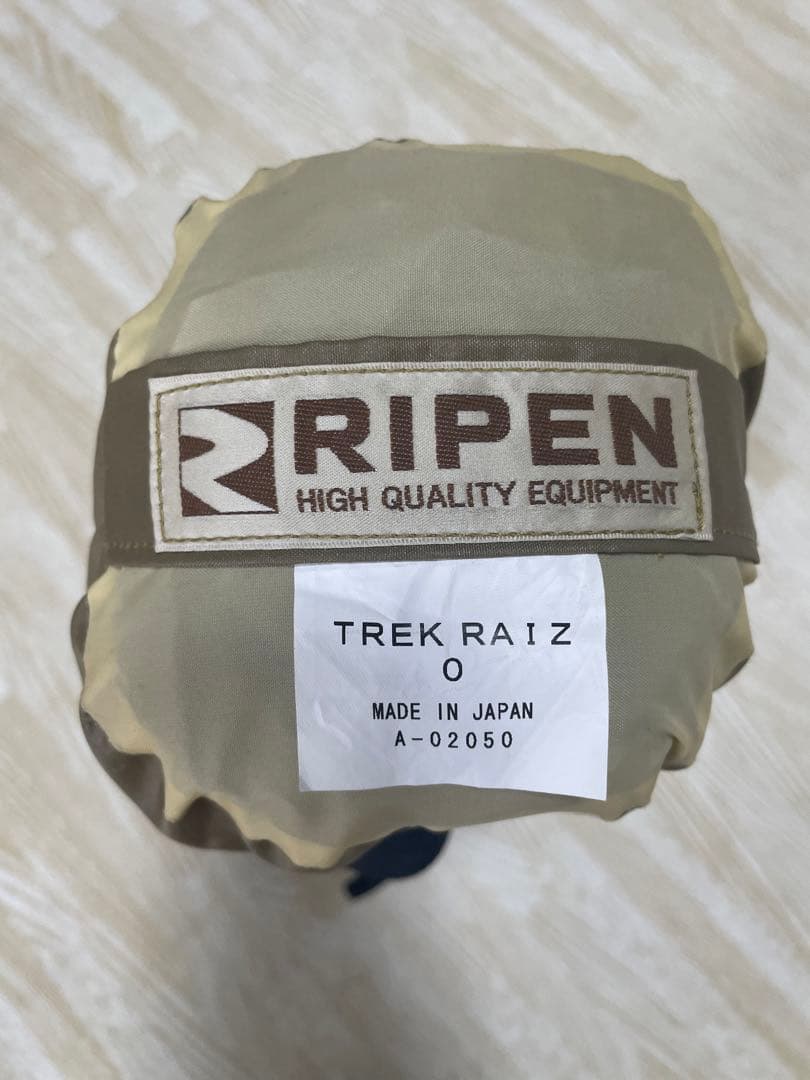 RIPEN
HIGH QUALITY EQUIPMENT
TREK RAIZ
0
MADE IN JAPAN
A-02050